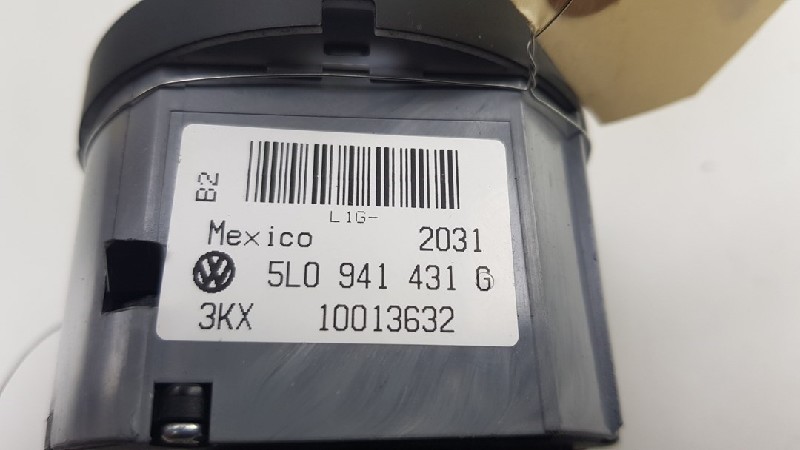 B2
L1G-
Mexico 2031
5L0 941 431 G
3KX 10013632